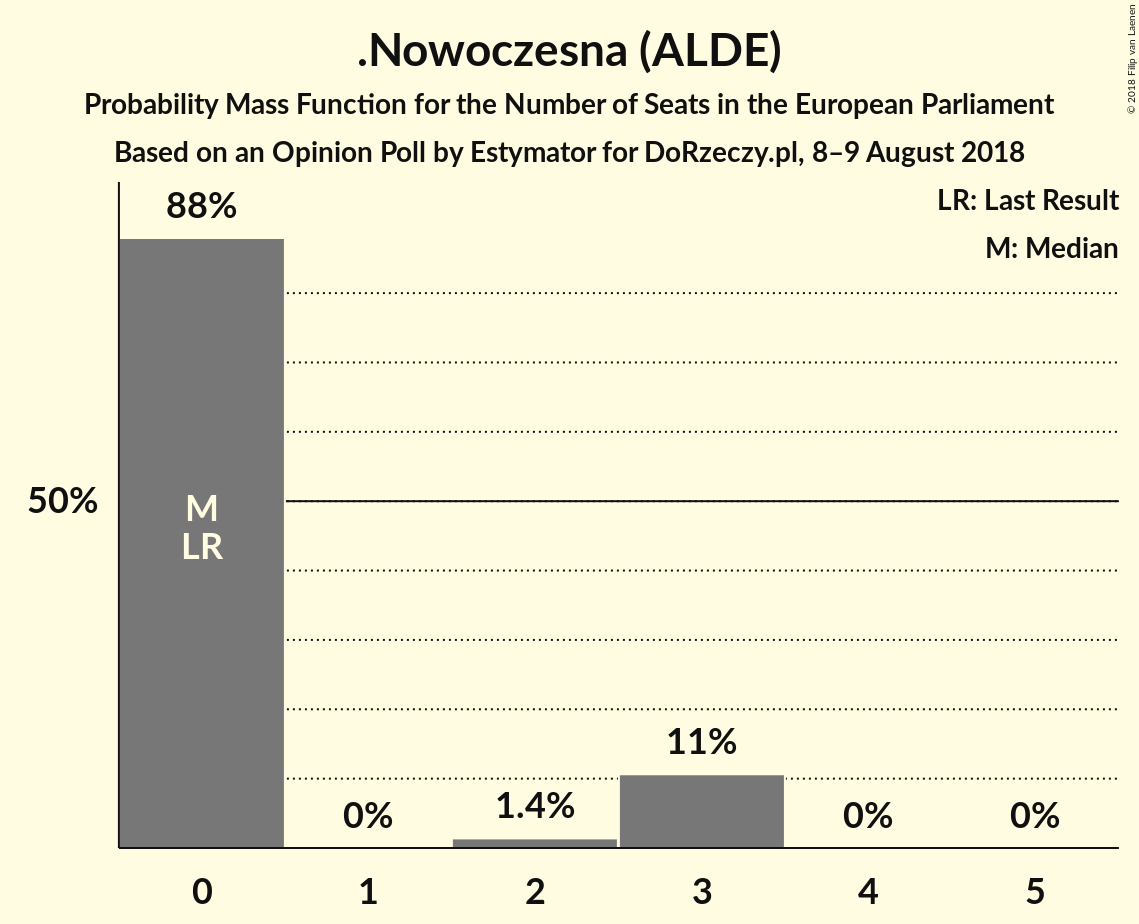 .Nowoczesna (ALDE)
Probability Mass Function for the Number of Seats in the European Parliament
Based on an Opinion Poll by Estymator for DoRzeczy.pl, 8–9 August 2018
© 2018 Filip van Laenen
LR: Last Result
M: Median
88%
50%
M
LR
11%
1.4%
0%
0%
0%
0
1
2
3
4
5